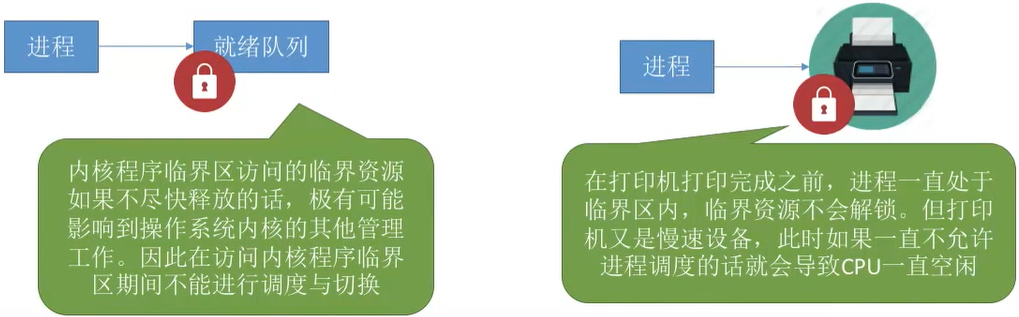 进程
就绪队列
内核程序临界区访问的临界资源
如果不尽快释放的话，极有可能
影响到操作系统内核的其他管理
工作。因此在访问内核程序临界
区期间不能进行调度与切换
进程
在打印机打印完成之前，进程一直处于
临界区内，临界资源不会解锁。但打印
机又是慢速设备，此时如果一直不允许
进程调度的话就会导致CPU一直空闲